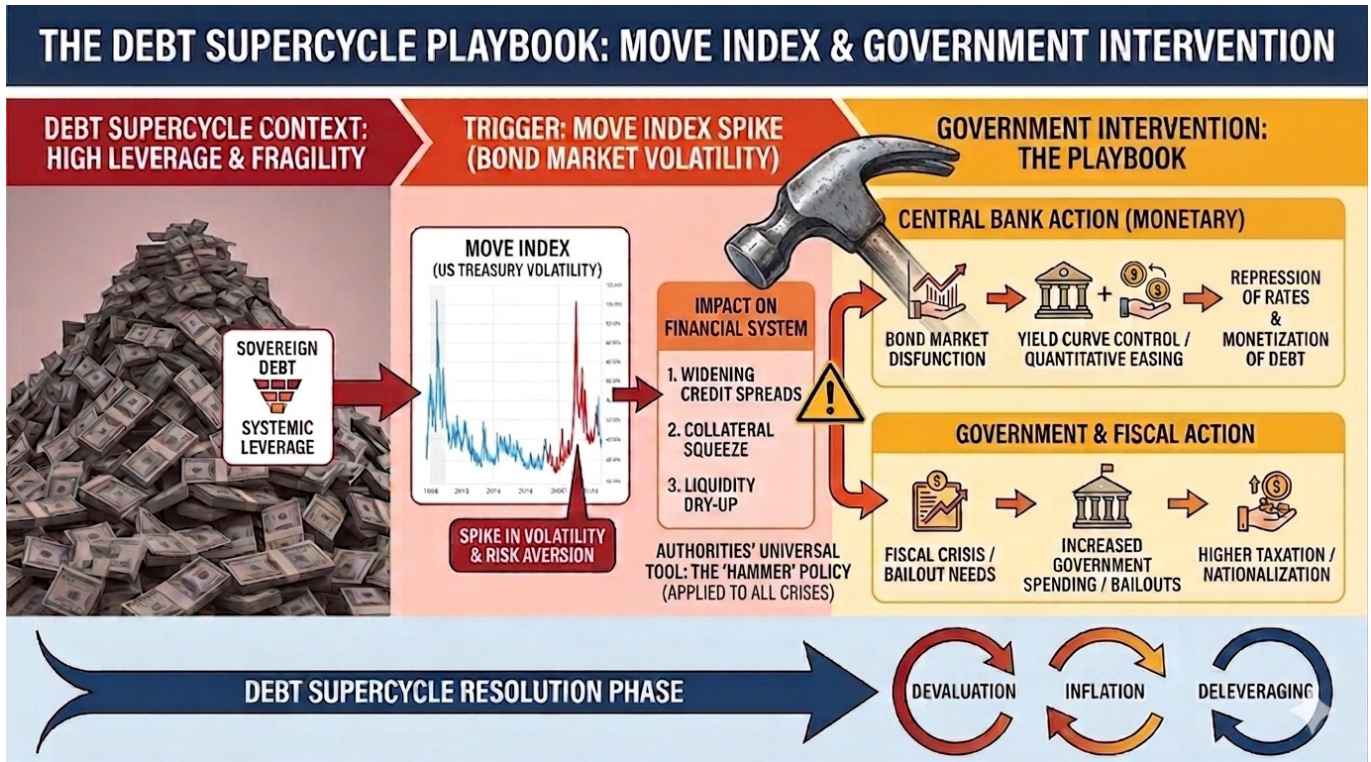 THE DEBT SUPERCYCLE PLAYBOOK: MOVE INDEX & GOVERNMENT INTERVENTION
DEBT SUPERCYCLE CONTEXT:
HIGH LEVERAGE & FRAGILITY
TRIGGER: MOVE INDEX SPIKE
(BOND MARKET VOLATILITY)
GOVERNMENT INTERVENTION:
THE PLAYBOOK
SOVEREIGN
DEBT
SYSTEMIC
LEVERAGE
MOVE INDEX
(US TREASURY VOLATILITY)
SPIKE IN VOLATILITY
& RISK AVERSION
IMPACT ON
FINANCIAL SYSTEM
1. WIDENING
CREDIT SPREADS
2. COLLATERAL
SQUEEZE
3. LIQUIDITY
DRY-UP
AUTHORITIES' UNIVERSAL
TOOL: THE 'HAMMER' POLICY
(APPLIED TO ALL CRISES)
CENTRAL BANK ACTION (MONETARY)
BOND MARKET
DISFUNCTION
YIELD CURVE CONTROL /
QUANTITATIVE EASING
REPRESSION
OF RATES
&
MONETIZATION
OF DEBT
GOVERNMENT & FISCAL ACTION
FISCAL CRISIS /
BAILOUT NEEDS
INCREASED
GOVERNMENT
SPENDING / BAILOUTS
HIGHER TAXATION /
NATIONALIZATION
DEBT SUPERCYCLE RESOLUTION PHASE
DEVALUATION
INFLATION
DELEVERAGING